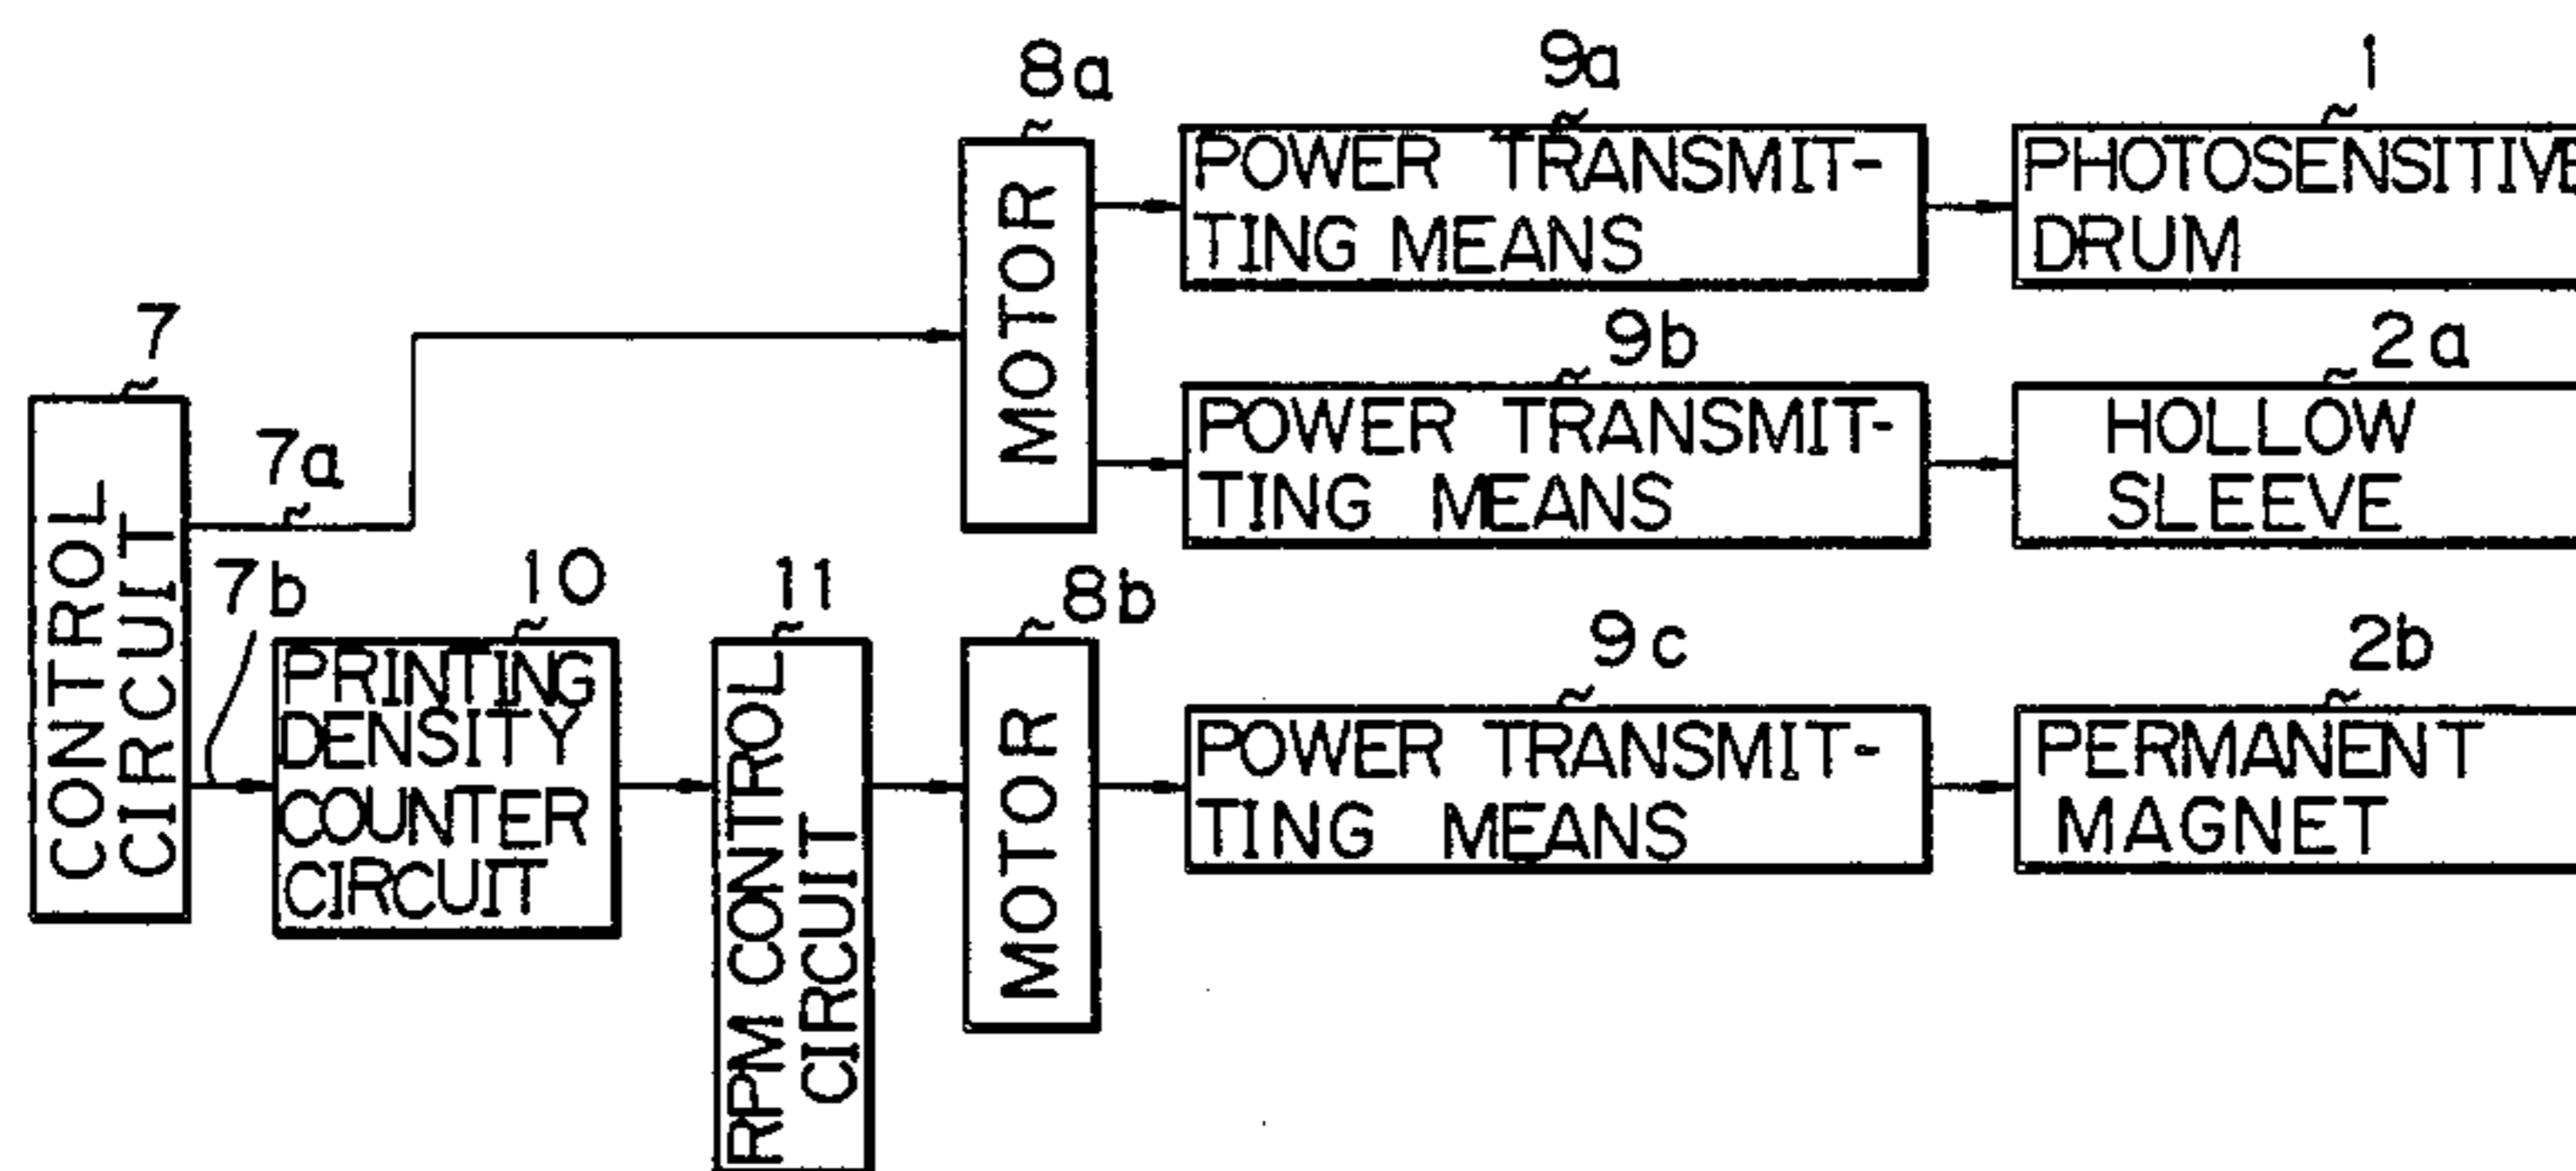 8a
9a
1
MOTOR
POWER TRANSMIT-
TING MEANS
PHOTOSENSITIVE
DRUM
7
9b
2a
POWER TRANSMIT-
TING MEANS
HOLLOW
SLEEVE
CONTROL
CIRCUIT
7a
7b
10
11
8b
9c
2b
PRINTING
DENSITY
COUNTER
CIRCUIT
RPM CONTROL
CIRCUIT
MOTOR
POWER TRANSMIT-
TING MEANS
PERMANENT
MAGNET